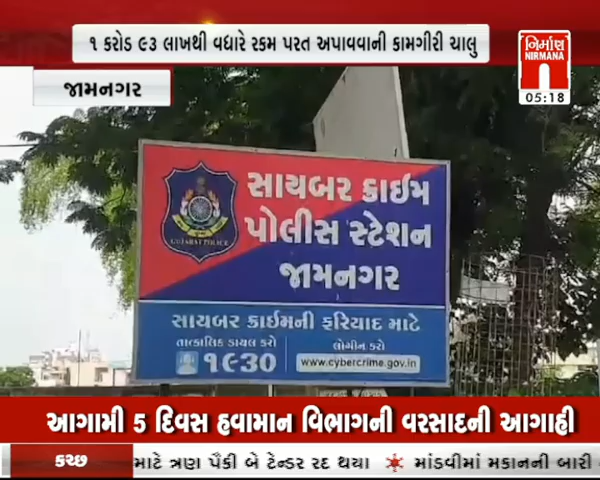 ૧ કરોડ ૯૩ લાખથી વધારે રકમ પરત અપાવવાની કામગીરી ચાલુ
નિર્માણ
NIRMANA
05:18
જામનગર
GUJARAT POLICE
સાયબર ક્રાઇમ
પોલીસ સ્ટેશન
જામનગર
સાયબર ક્રાઈમની ફરિયાદ માટે
તાત્કાલિક ડાયલ કરો
૧૯30
લોગીન કરો
www.cybercrime.gov.in
આગામી 5 દિવસ હવામાન વિભાગની વરસાદની આગાહી
કચ્છ
માટે ત્રણ પૈકી બે ટેન્ડર રદ થયા
માંડવીમાં મકાનની બારી